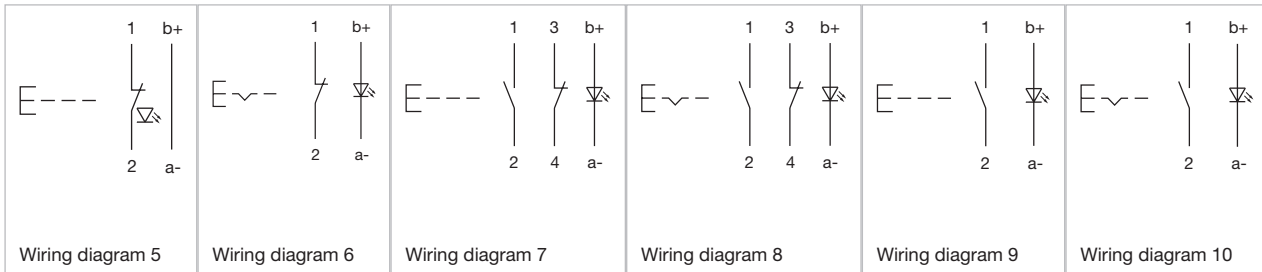 1 b+
2 a-
Wiring diagram 5
1 b+
2 a-
Wiring diagram 6
1 3 b+
2 4 a-
Wiring diagram 7
1 3 b+
2 4 a-
Wiring diagram 8
1 b+
2 a-
Wiring diagram 9
1 b+
2 a-
Wiring diagram 10